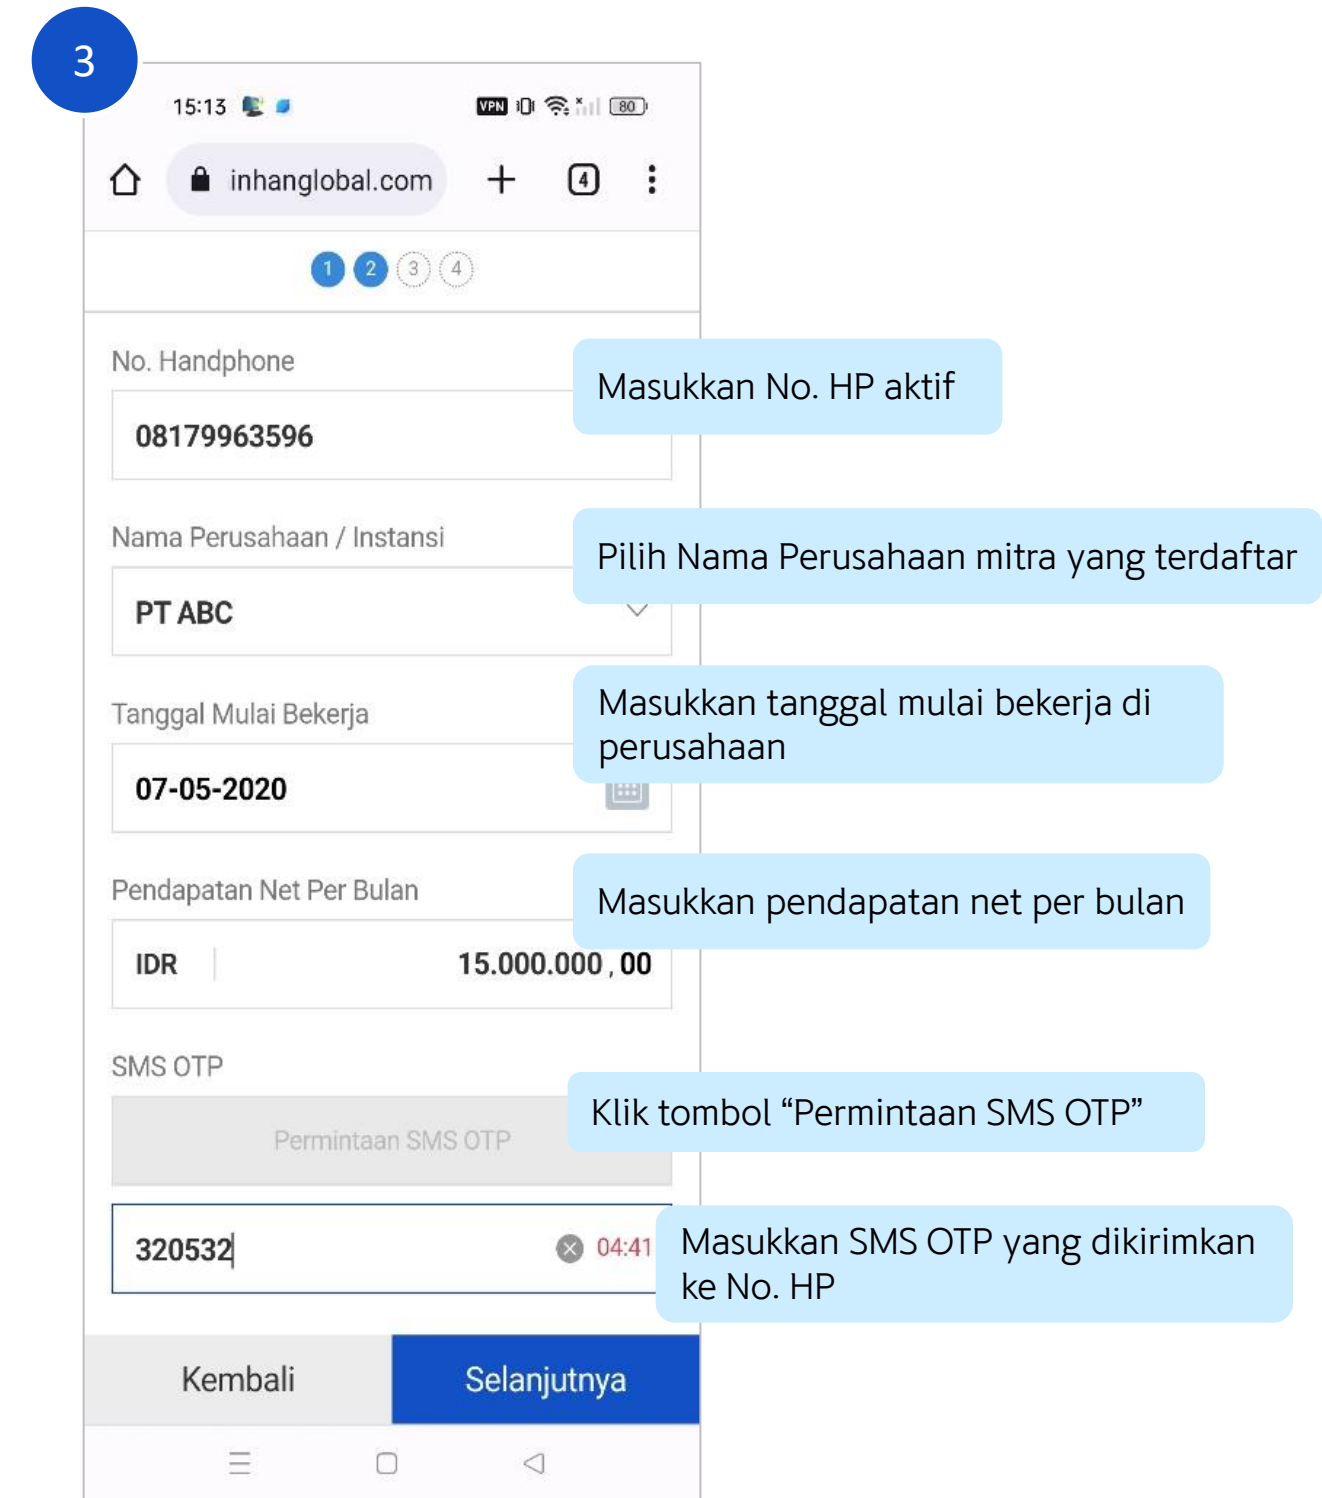 3
15:13
VPN
80
inhanglobal.com
4
1 2 3 4
No. Handphone
Masukkan No. HP aktif
08179963596
Nama Perusahaan / Instansi
Pilih Nama Perusahaan mitra yang terdaftar
PT ABC
Tanggal Mulai Bekerja
Masukkan tanggal mulai bekerja di
perusahaan
07-05-2020
Pendapatan Net Per Bulan
Masukkan pendapatan net per bulan
IDR 15.000.000 , 00
SMS OTP
Klik tombol “Permintaan SMS OTP”
Permintaan SMS OTP
320532 04:41
Masukkan SMS OTP yang dikirimkan
ke No. HP
Kembali Selanjutnya